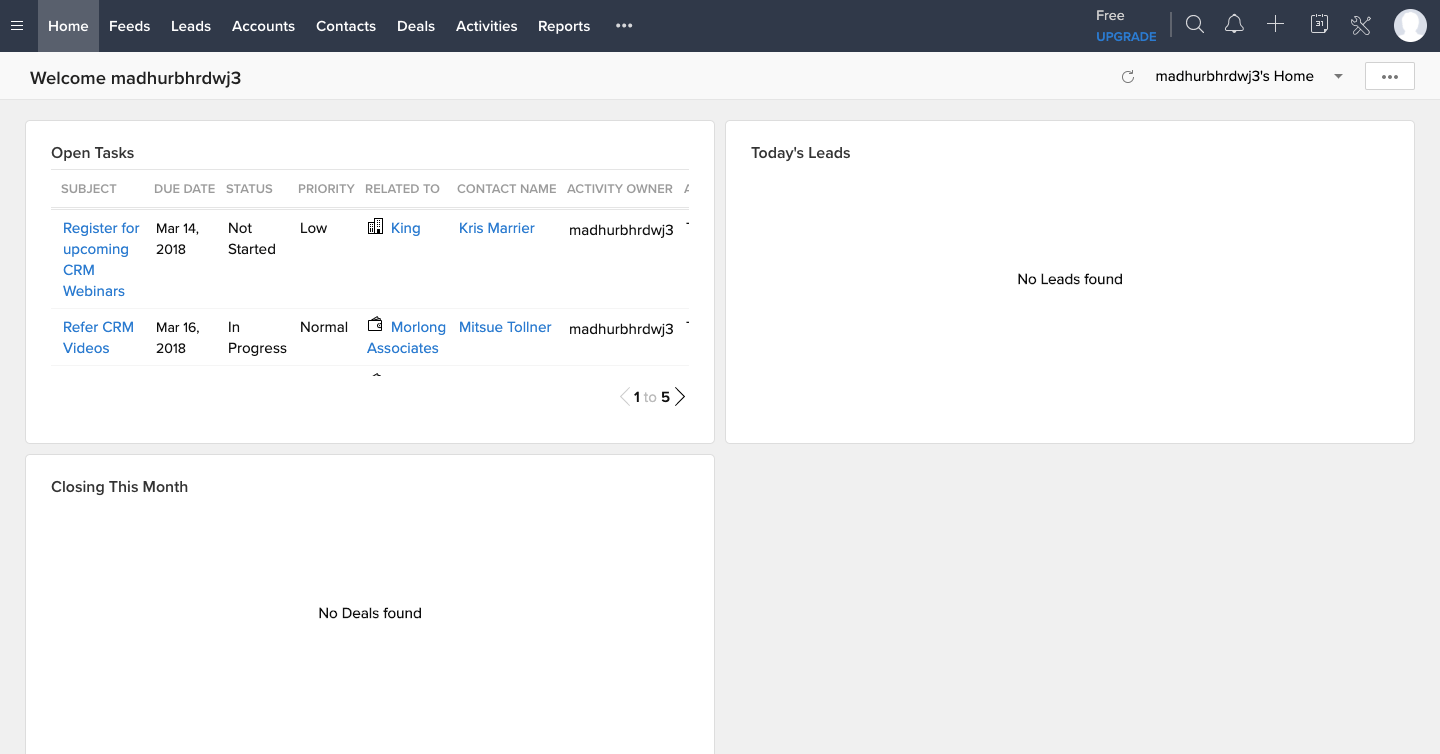 Home Feeds Leads Accounts Contacts Deals Activities Reports
Free
UPGRADE
31
Welcome madhurbhrdwj3
madhurbhrdwj3's Home
Open Tasks
SUBJECT DUE DATE STATUS PRIORITY RELATED TO CONTACT NAME ACTIVITY OWNER
Register for upcoming CRM Webinars Mar 14, 2018 Not Started Low King Kris Marrier madhurbhrdwj3
Refer CRM Videos Mar 16, 2018 In Progress Normal Morlong Associates Mitsue Tollner madhurbhrdwj3
1 to 5
Today's Leads
No Leads found
Closing This Month
No Deals found